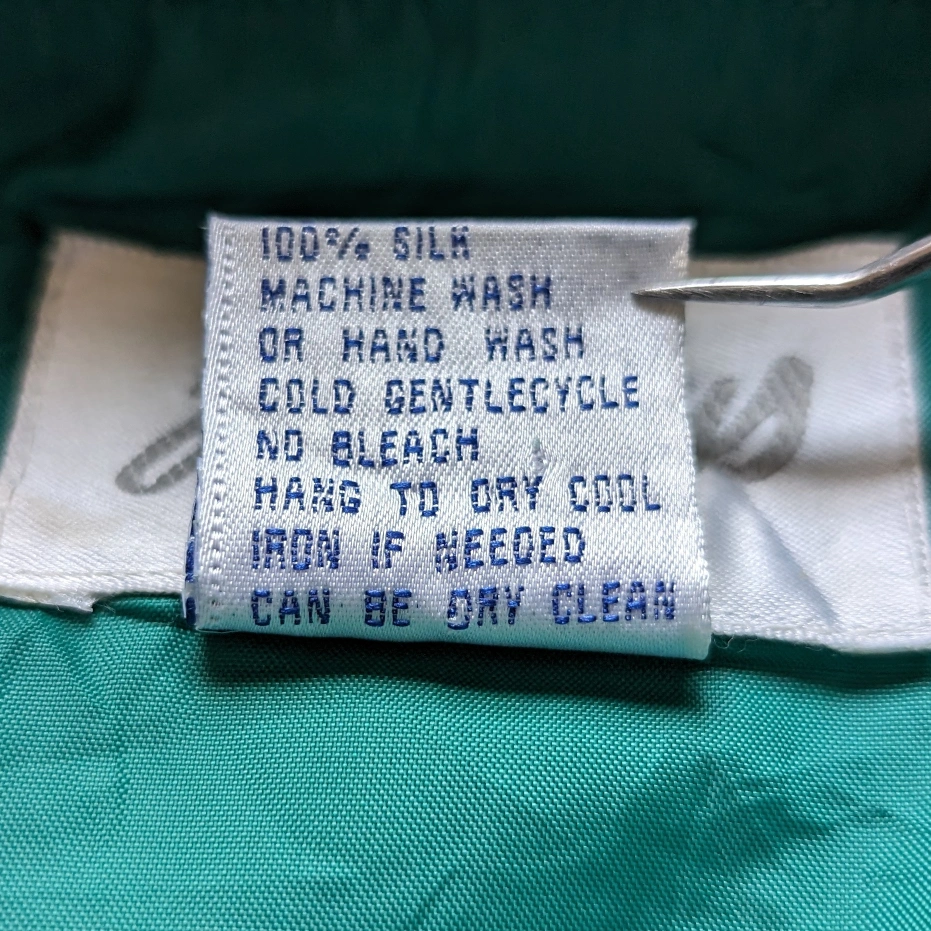 100% SILK
MACHINE WASH
OR HAND WASH
COLD GENTLECYCLE
NO BLEACH
HANG TO DRY COOL
IRON IF NEEDED
CAN BE DRY CLEAN